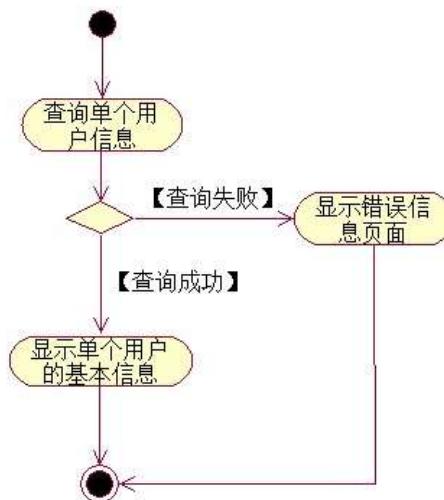 查询单个用
户信息
【查询失败】
显示错误信
息页面
【查询成功】
显示单个用户
的基本信息